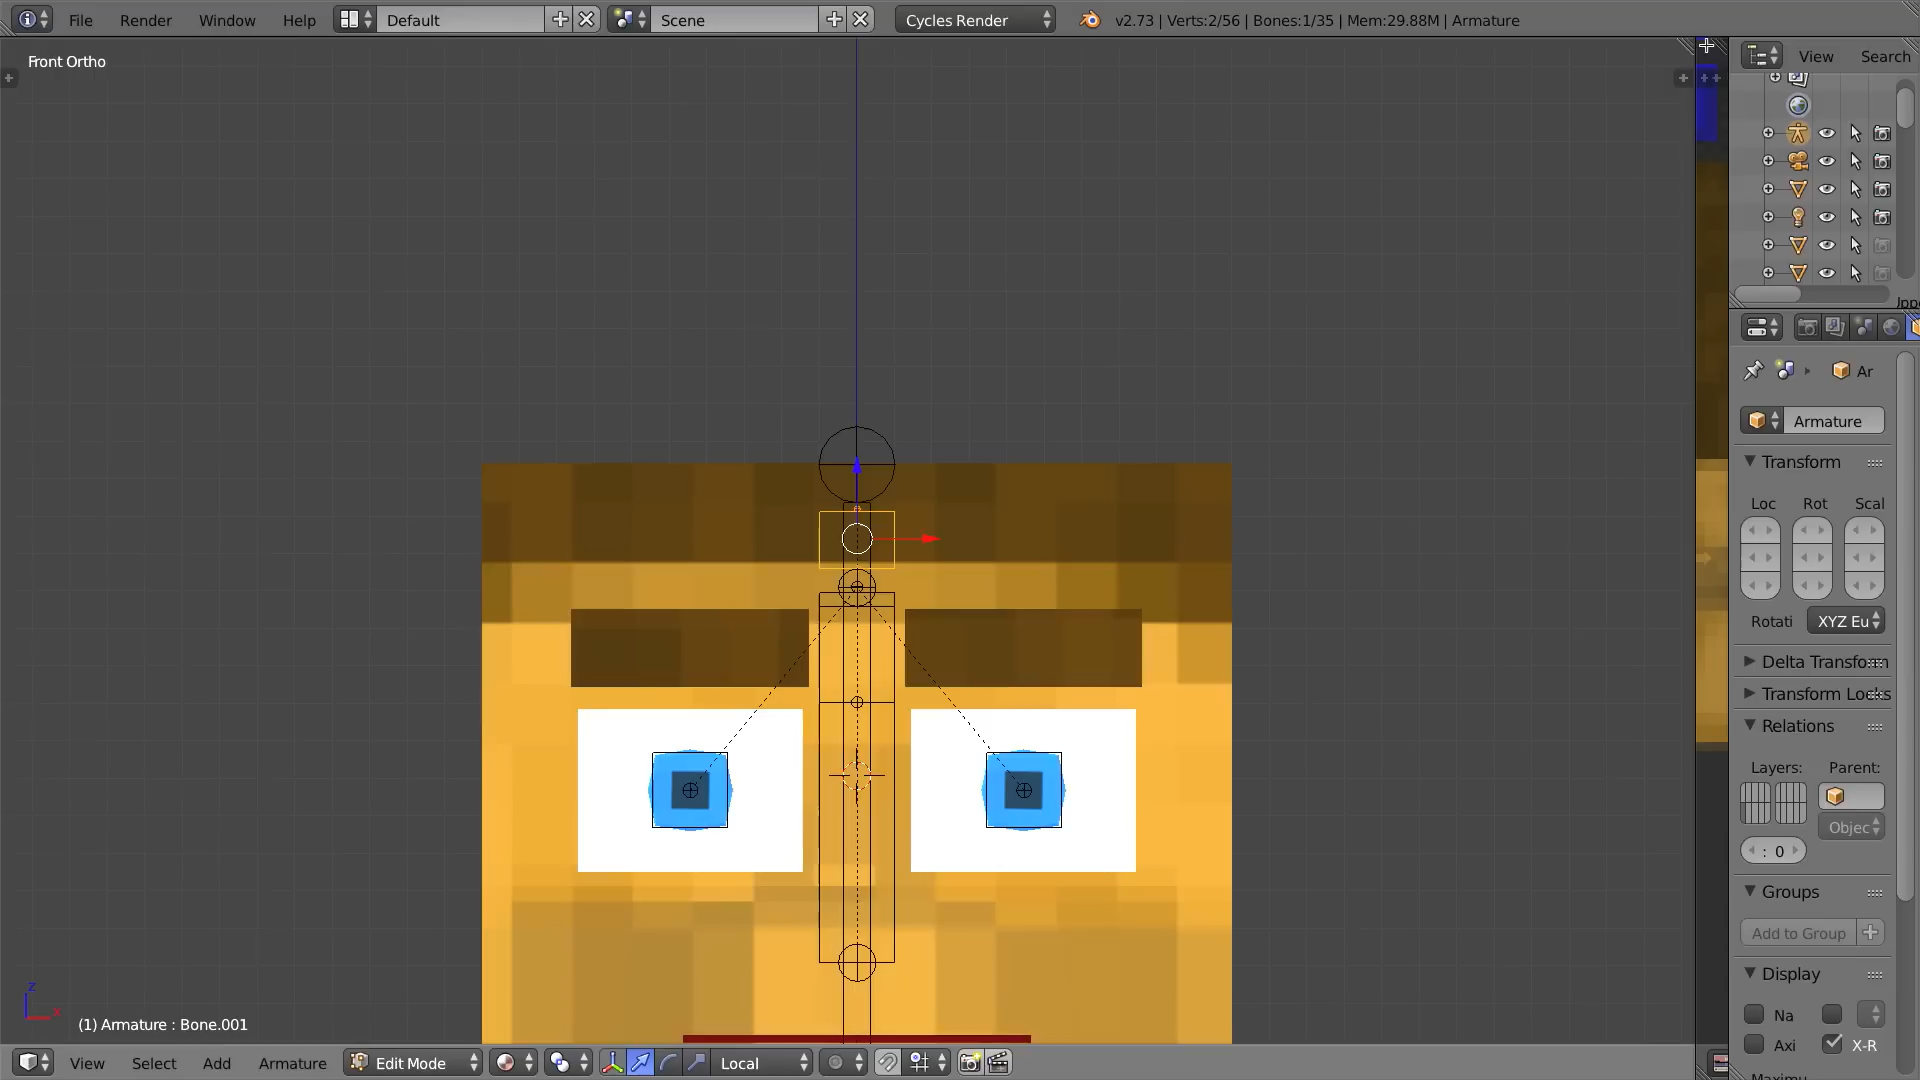 File Render Window Help Default Scene Cycles Render v2.73 | Verts:2/56 | Bones:1/35 | Mem:29.88M | Armature
Front Ortho
View Search
Ar
Armature
Transform
Loc Rot Scal
Rotati XYZ Eu
Delta Transform
Transform Locks
Relations
Layers: Parent:
Objec
: 0
Groups
Add to Group
Display
Na
Axi X-R
z
x
(1) Armature : Bone.001
View Select Add Armature Edit Mode Local